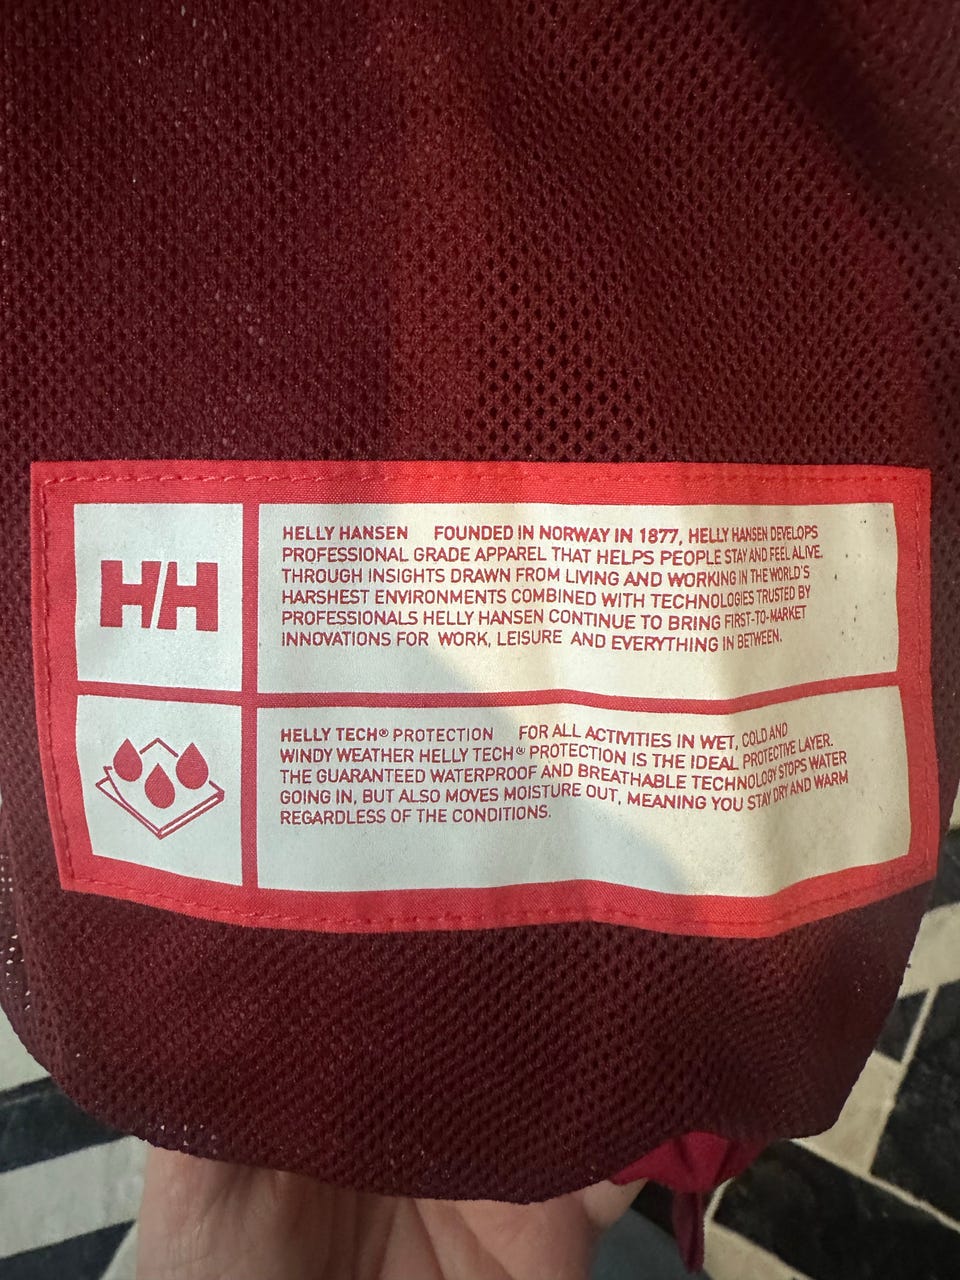 H/H
HELLY HANSEN FOUNDED IN NORWAY IN 1877, HELLY HANSEN DEVELOPS
PROFESSIONAL GRADE APPAREL THAT HELPS PEOPLE STAY AND FEEL ALIVE.
THROUGH INSIGHTS DRAWN FROM LIVING AND WORKING IN THE WORLD'S
HARSHEST ENVIRONMENTS COMBINED WITH TECHNOLOGIES TRUSTED BY
PROFESSIONALS HELLY HANSEN CONTINUE TO BRING FIRST-TO-MARKET
INNOVATIONS FOR WORK, LEISURE AND EVERYTHING IN BETWEEN.
HELLY TECH® PROTECTION FOR ALL ACTIVITIES IN WET, COLD AND
WINDY WEATHER HELLY TECH® PROTECTION IS THE IDEAL PROTECTIVE LAYER.
THE GUARANTEED WATERPROOF AND BREATHABLE TECHNOLOGY STOPS WATER
GOING IN, BUT ALSO MOVES MOISTURE OUT, MEANING YOU STAY DRY AND WARM
REGARDLESS OF THE CONDITIONS.